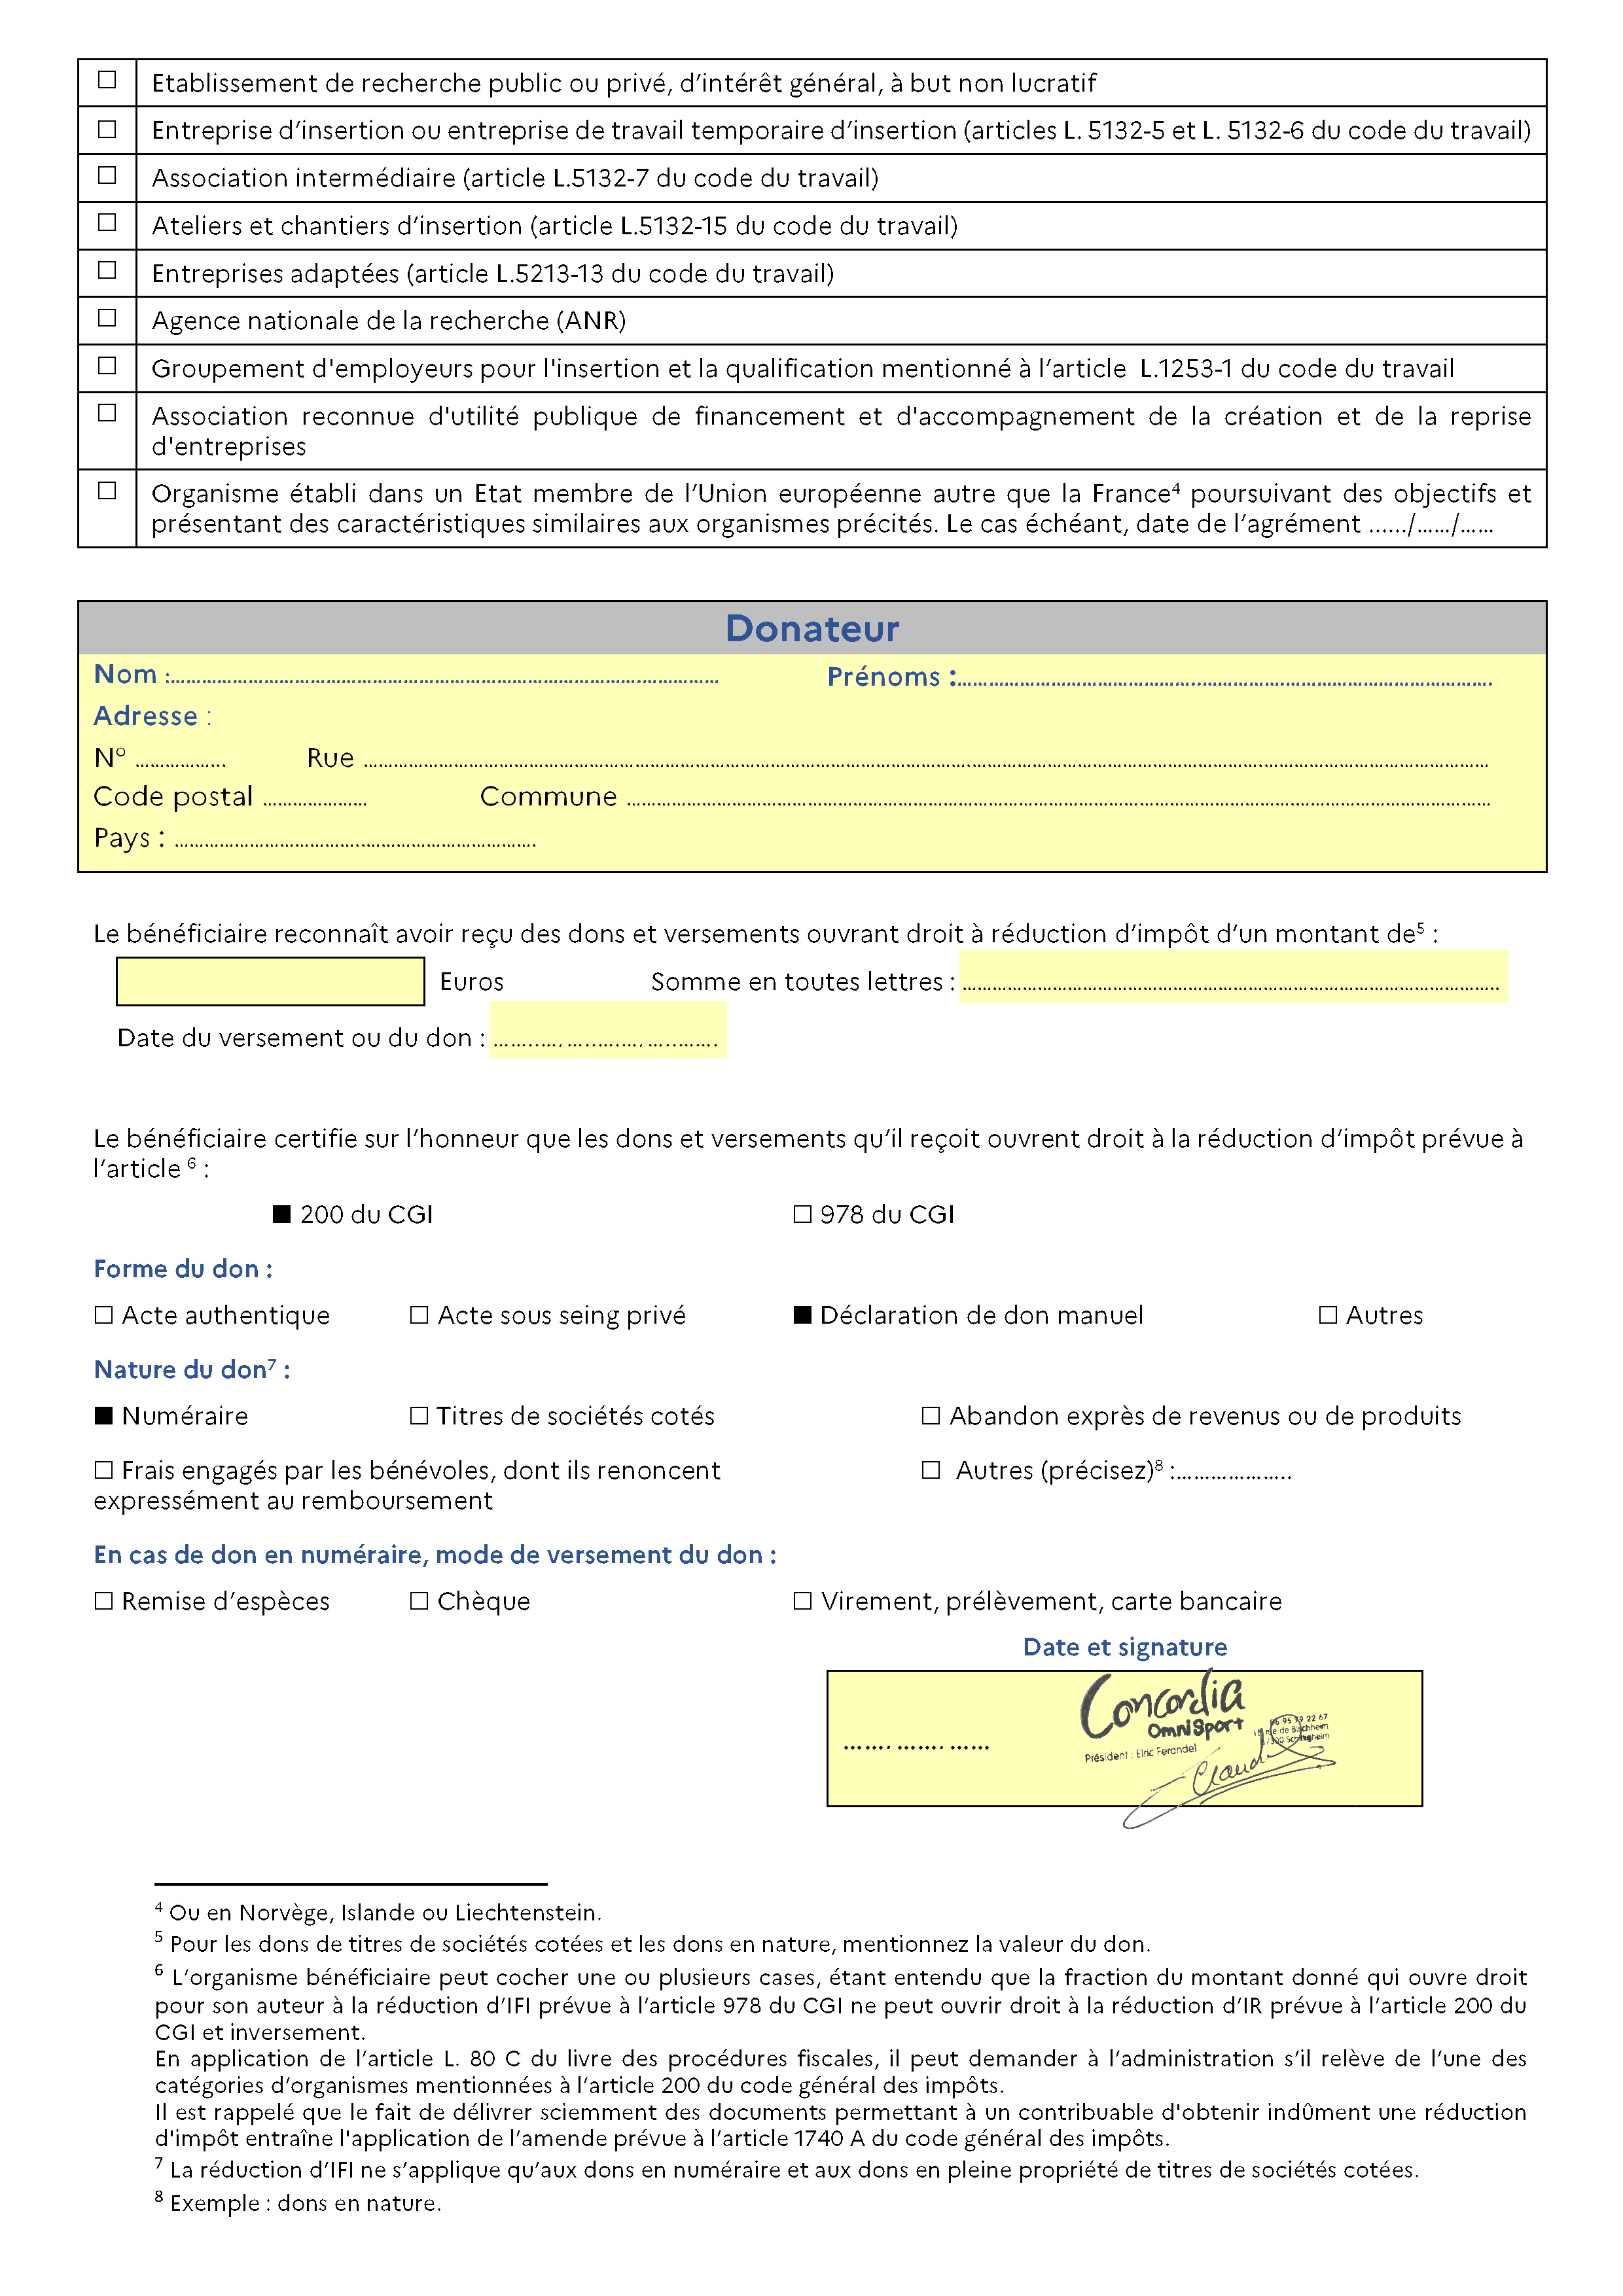 ☐ Etablissement de recherche public ou privé, d’intérêt général, à but non lucratif
☐ Entreprise d’insertion ou entreprise de travail temporaire d’insertion (articles L. 5132-5 et L. 5132-6 du code du travail)
☐ Association intermédiaire (article L.5132-7 du code du travail)
☐ Ateliers et chantiers d’insertion (article L.5132-15 du code du travail)
☐ Entreprises adaptées (article L.5213-13 du code du travail)
☐ Agence nationale de la recherche (ANR)
☐ Groupement d'employeurs pour l'insertion et la qualification mentionné à l’article L.1253-1 du code du travail
☐ Association reconnue d'utilité publique de financement et d'accompagnement de la création et de la reprise
d'entreprises
☐ Organisme établi dans un Etat membre de l’Union européenne autre que la France⁴ poursuivant des objectifs et
présentant des caractéristiques similaires aux organismes précités. Le cas échéant, date de l’agrément ……/……/……
Donateur
Nom :…………………………………………………………………………………… Prénoms :……………………………………………………………………………………
Adresse :
N° ……………… Rue ……………………………………………………………………………………………………………………
Code postal ………………… Commune ……………………………………………………………………………………………
Pays : ………………………………………………………………
Le bénéficiaire reconnaît avoir reçu des dons et versements ouvrant droit à réduction d’impôt d’un montant de⁵ :
Euros Somme en toutes lettres : ……………………………………………………………………………
Date du versement ou du don : ……………………………………
Le bénéficiaire certifie sur l’honneur que les dons et versements qu’il reçoit ouvrent droit à la réduction d’impôt prévue à
l’article ⁶ :
■ 200 du CGI ☐ 978 du CGI
Forme du don :
☐ Acte authentique ☐ Acte sous seing privé ■ Déclaration de don manuel ☐ Autres
Nature du don⁷ :
■ Numéraire ☐ Titres de sociétés cotés ☐ Abandon exprès de revenus ou de produits
☐ Frais engagés par les bénévoles, dont ils renoncent ☐ Autres (précisez)⁸ :………………..
expressément au remboursement
En cas de don en numéraire, mode de versement du don :
☐ Remise d’espèces ☐ Chèque ☐ Virement, prélèvement, carte bancaire
Date et signature
Concordia
OmniSport
Président : Elric Ferandel
95 79 22 67
rue de Bischheim
Schiltigheim
……. ……. ……
Claude
⁴ Ou en Norvège, Islande ou Liechtenstein.
⁵ Pour les dons de titres de sociétés cotées et les dons en nature, mentionnez la valeur du don.
⁶ L’organisme bénéficiaire peut cocher une ou plusieurs cases, étant entendu que la fraction du montant donné qui ouvre droit
pour son auteur à la réduction d’IFI prévue à l’article 978 du CGI ne peut ouvrir droit à la réduction d’IR prévue à l’article 200 du
CGI et inversement.
En application de l’article L. 80 C du livre des procédures fiscales, il peut demander à l’administration s’il relève de l’une des
catégories d’organismes mentionnées à l’article 200 du code général des impôts.
Il est rappelé que le fait de délivrer sciemment des documents permettant à un contribuable d'obtenir indûment une réduction
d'impôt entraîne l'application de l’amende prévue à l’article 1740 A du code général des impôts.
⁷ La réduction d’IFI ne s’applique qu’aux dons en numéraire et aux dons en pleine propriété de titres de sociétés cotées.
⁸ Exemple : dons en nature.